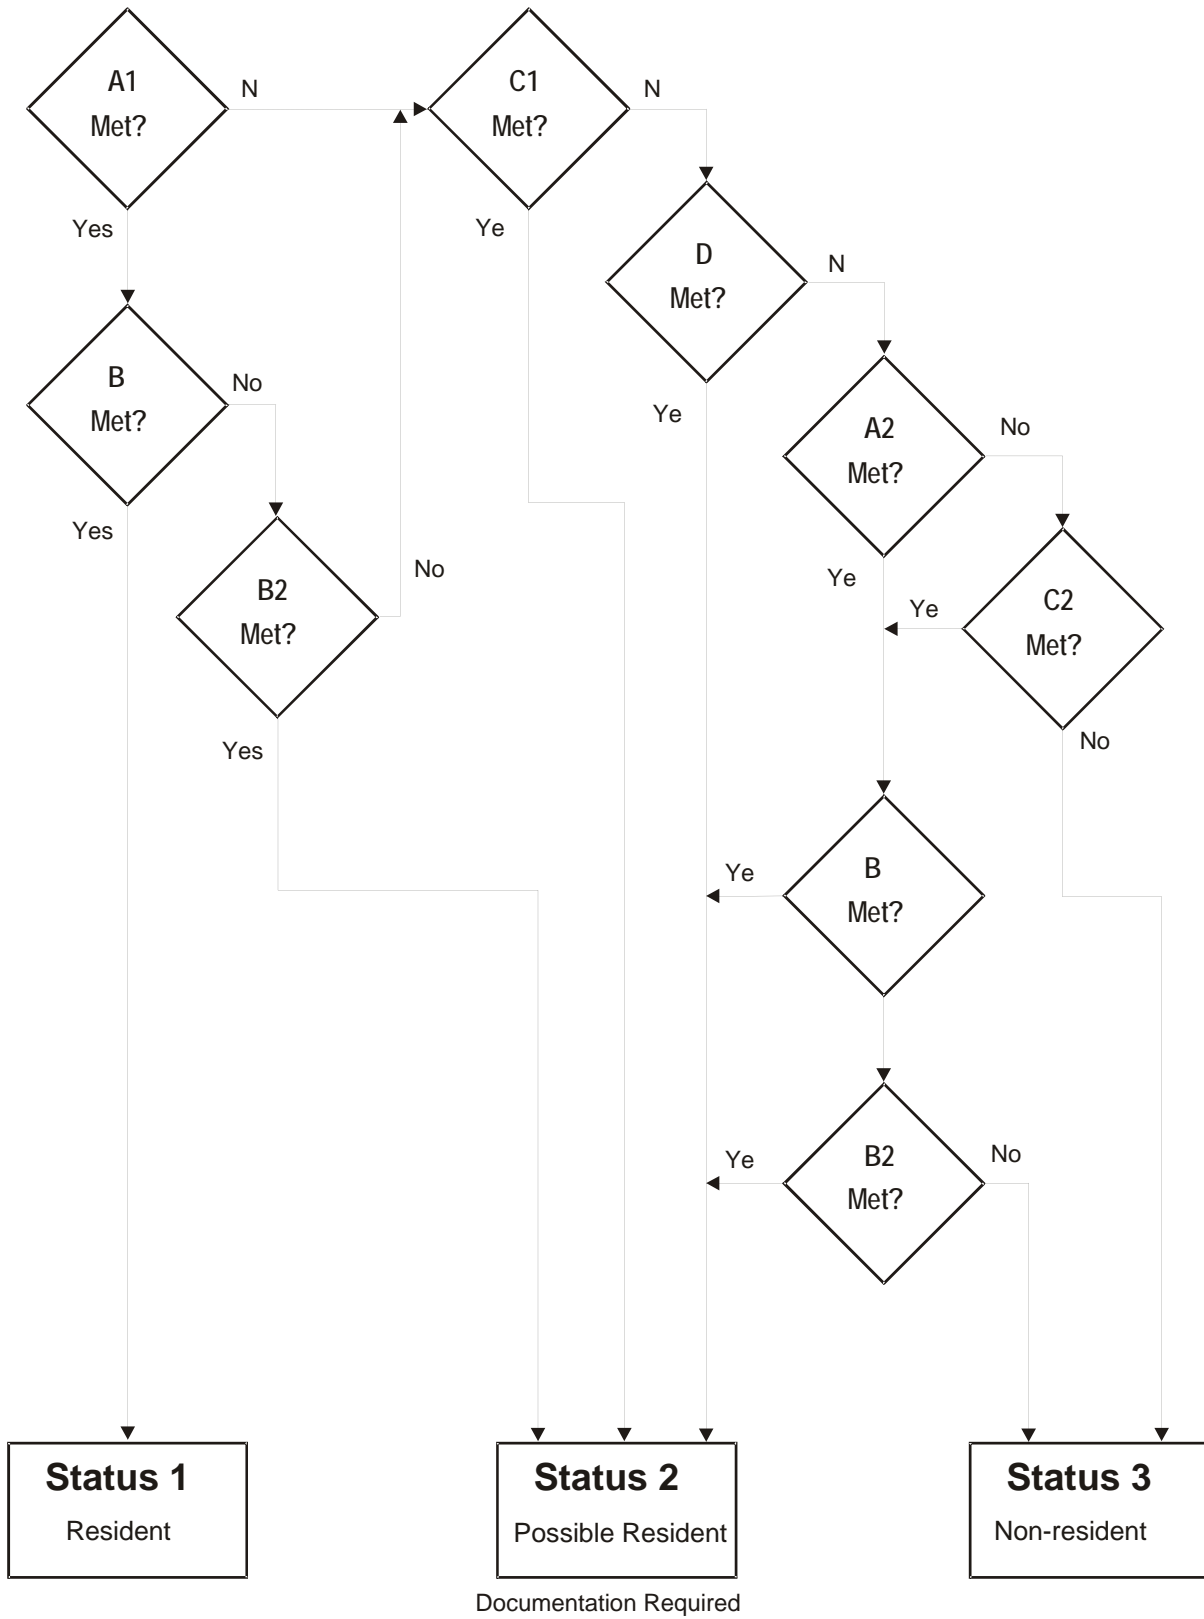 A1
Met?
N
C1
Met?
N
Yes
Ye
D
Met?
N
B
Met?
No
Ye
A2
Met?
No
Yes
B2
Met?
No
Ye
Ye
C2
Met?
Yes
No
B
Met?
Ye
B2
Met?
Ye
No
Status 1
Resident
Status 2
Possible Resident
Documentation Required
Status 3
Non-resident